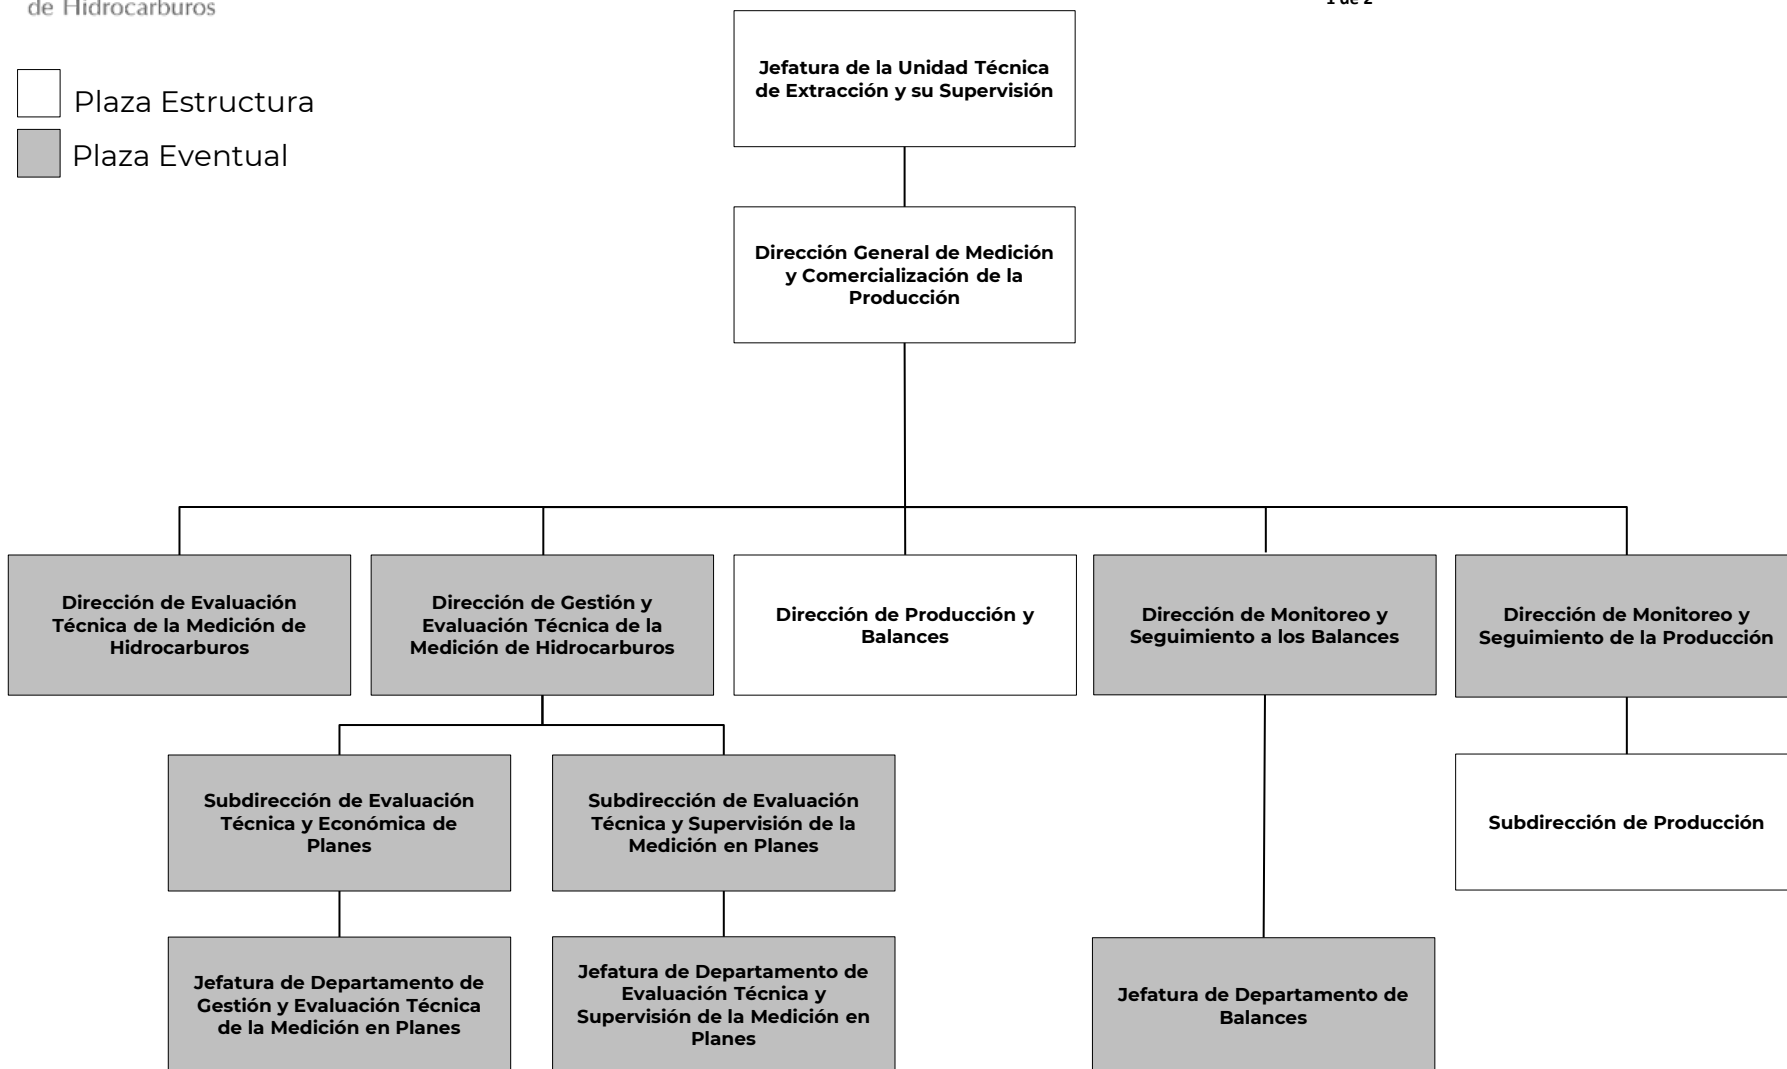 de Hidrocarburos
1 de 2
Plaza Estructura
Plaza Eventual
Jefatura de la Unidad Técnica
de Extracción y su Supervisión
Dirección General de Medición
y Comercialización de la
Producción
Dirección de Evaluación
Técnica de la Medición de
Hidrocarburos
Dirección de Gestión y
Evaluación Técnica de la
Medición de Hidrocarburos
Dirección de Producción y
Balances
Dirección de Monitoreo y
Seguimiento a los Balances
Dirección de Monitoreo y
Seguimiento de la Producción
Subdirección de Evaluación
Técnica y Económica de
Planes
Subdirección de Evaluación
Técnica y Supervisión de la
Medición en Planes
Subdirección de Producción
Jefatura de Departamento de
Gestión y Evaluación Técnica
de la Medición en Planes
Jefatura de Departamento de
Evaluación Técnica y
Supervisión de la Medición en
Planes
Jefatura de Departamento de
Balances